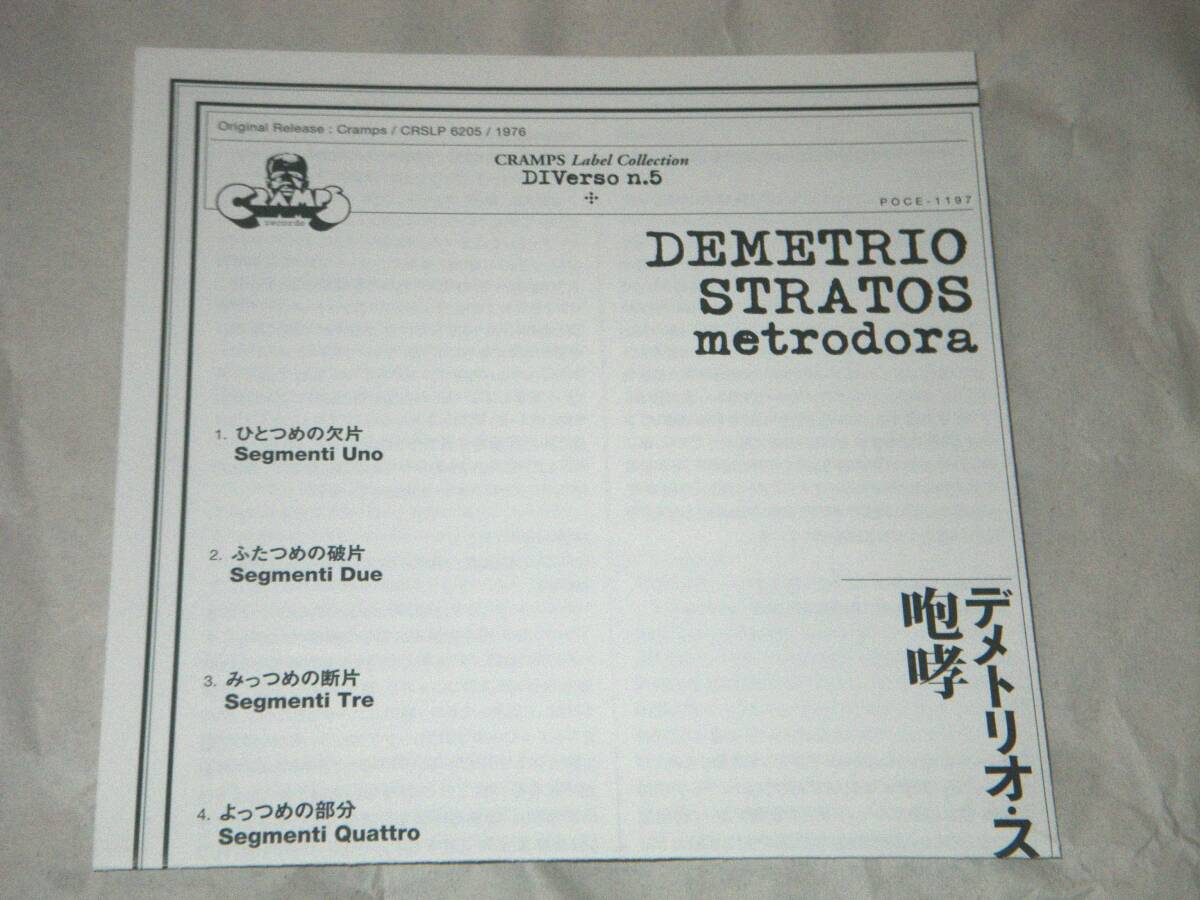 Original Release : Cramps / CRSLP 6205 / 1976
CRAMPS
records
CRAMPS Label Collection
DIVerso n.5
POCE-1197
DEMETRIO
STRATOS
metrodora
1. ひとつめの欠片
Segmenti Uno
2. ふたつめの破片
Segmenti Due
3. みっつめの断片
Segmenti Tre
4. よっつめの部分
Segmenti Quattro
デメトリオ・ス
咆哮